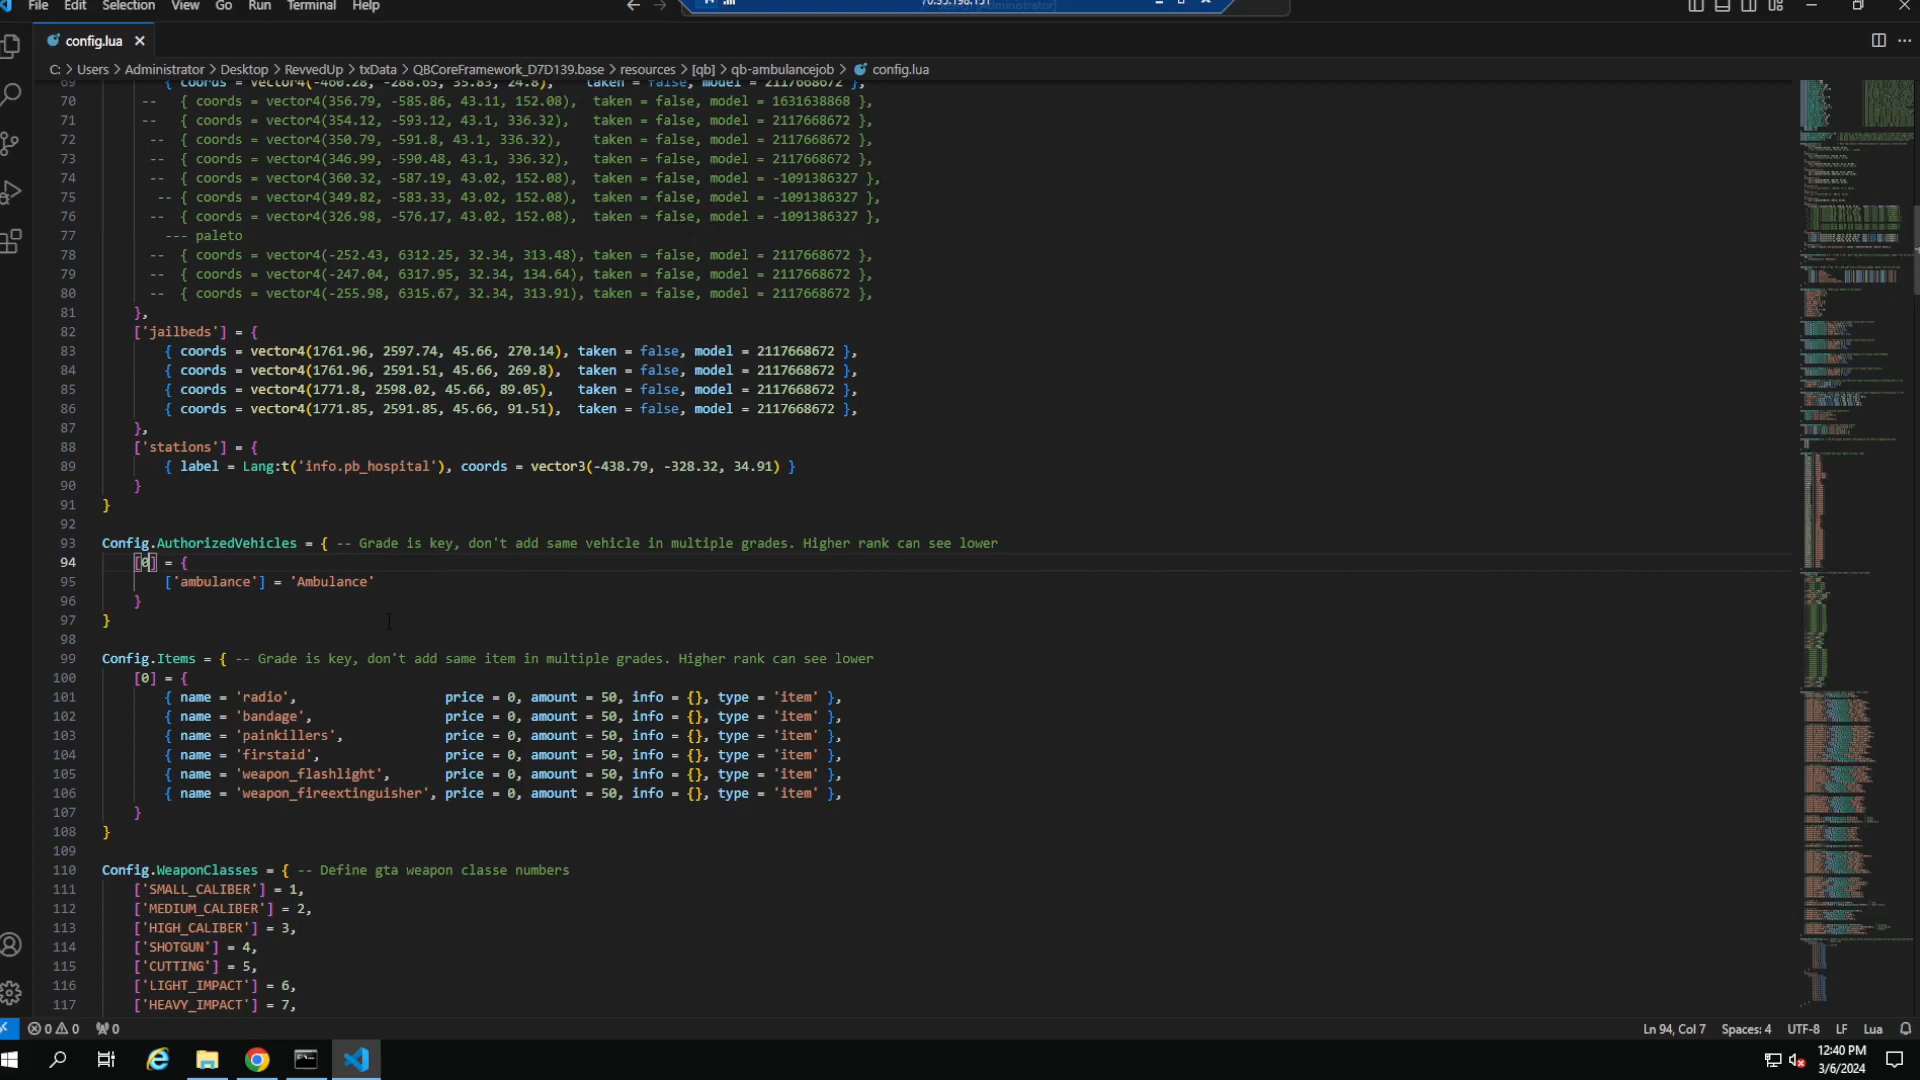 File Edit Selection View Go Run Terminal Help
config.lua
C: > Users > Administrator > Desktop > RevvedUp > txData > QBCoreFramework_D7D139.base > resources > [qb] > qb-ambulancejob > config.lua
69 { coords = vector4(-460.28, -288.65, 35.83, 24.8), taken = false, model = 2117668672 },
70 -- { coords = vector4(356.79, -585.86, 43.11, 152.08), taken = false, model = 1631638868 },
71 -- { coords = vector4(354.12, -593.12, 43.1, 336.32), taken = false, model = 2117668672 },
72 -- { coords = vector4(350.79, -591.8, 43.1, 336.32), taken = false, model = 2117668672 },
73 -- { coords = vector4(346.99, -590.48, 43.1, 336.32), taken = false, model = 2117668672 },
74 -- { coords = vector4(360.32, -587.19, 43.02, 152.08), taken = false, model = -1091386327 },
75 -- { coords = vector4(349.82, -583.33, 43.02, 152.08), taken = false, model = -1091386327 },
76 -- { coords = vector4(326.98, -576.17, 43.02, 152.08), taken = false, model = -1091386327 },
77 --- paleto
78 -- { coords = vector4(-252.43, 6312.25, 32.34, 313.48), taken = false, model = 2117668672 },
79 -- { coords = vector4(-247.04, 6317.95, 32.34, 134.64), taken = false, model = 2117668672 },
80 -- { coords = vector4(-255.98, 6315.67, 32.34, 313.91), taken = false, model = 2117668672 },
81 },
82 ['jailbeds'] = {
83 { coords = vector4(1761.96, 2597.74, 45.66, 270.14), taken = false, model = 2117668672 },
84 { coords = vector4(1761.96, 2591.51, 45.66, 269.8), taken = false, model = 2117668672 },
85 { coords = vector4(1771.8, 2598.02, 45.66, 89.05), taken = false, model = 2117668672 },
86 { coords = vector4(1771.85, 2591.85, 45.66, 91.51), taken = false, model = 2117668672 },
87 },
88 ['stations'] = {
89 { label = Lang:t('info.pb_hospital'), coords = vector3(-438.79, -328.32, 34.91) }
90 }
91 }
92
93 Config.AuthorizedVehicles = { -- Grade is key, don't add same vehicle in multiple grades. Higher rank can see lower
94 [0] = {
95 ['ambulance'] = 'Ambulance'
96 }
97 }
98
99 Config.Items = { -- Grade is key, don't add same item in multiple grades. Higher rank can see lower
100 [0] = {
101 { name = 'radio', price = 0, amount = 50, info = {}, type = 'item' },
102 { name = 'bandage', price = 0, amount = 50, info = {}, type = 'item' },
103 { name = 'painkillers', price = 0, amount = 50, info = {}, type = 'item' },
104 { name = 'firstaid', price = 0, amount = 50, info = {}, type = 'item' },
105 { name = 'weapon_flashlight', price = 0, amount = 50, info = {}, type = 'item' },
106 { name = 'weapon_fireextinguisher', price = 0, amount = 50, info = {}, type = 'item' },
107 }
108 }
109
110 Config.WeaponClasses = { -- Define gta weapon classe numbers
111 ['SMALL_CALIBER'] = 1,
112 ['MEDIUM_CALIBER'] = 2,
113 ['HIGH_CALIBER'] = 3,
114 ['SHOTGUN'] = 4,
115 ['CUTTING'] = 5,
116 ['LIGHT_IMPACT'] = 6,
117 ['HEAVY_IMPACT'] = 7,
0 0 0 Ln 94, Col 7 Spaces: 4 UTF-8 LF Lua
12:40 PM
3/6/2024